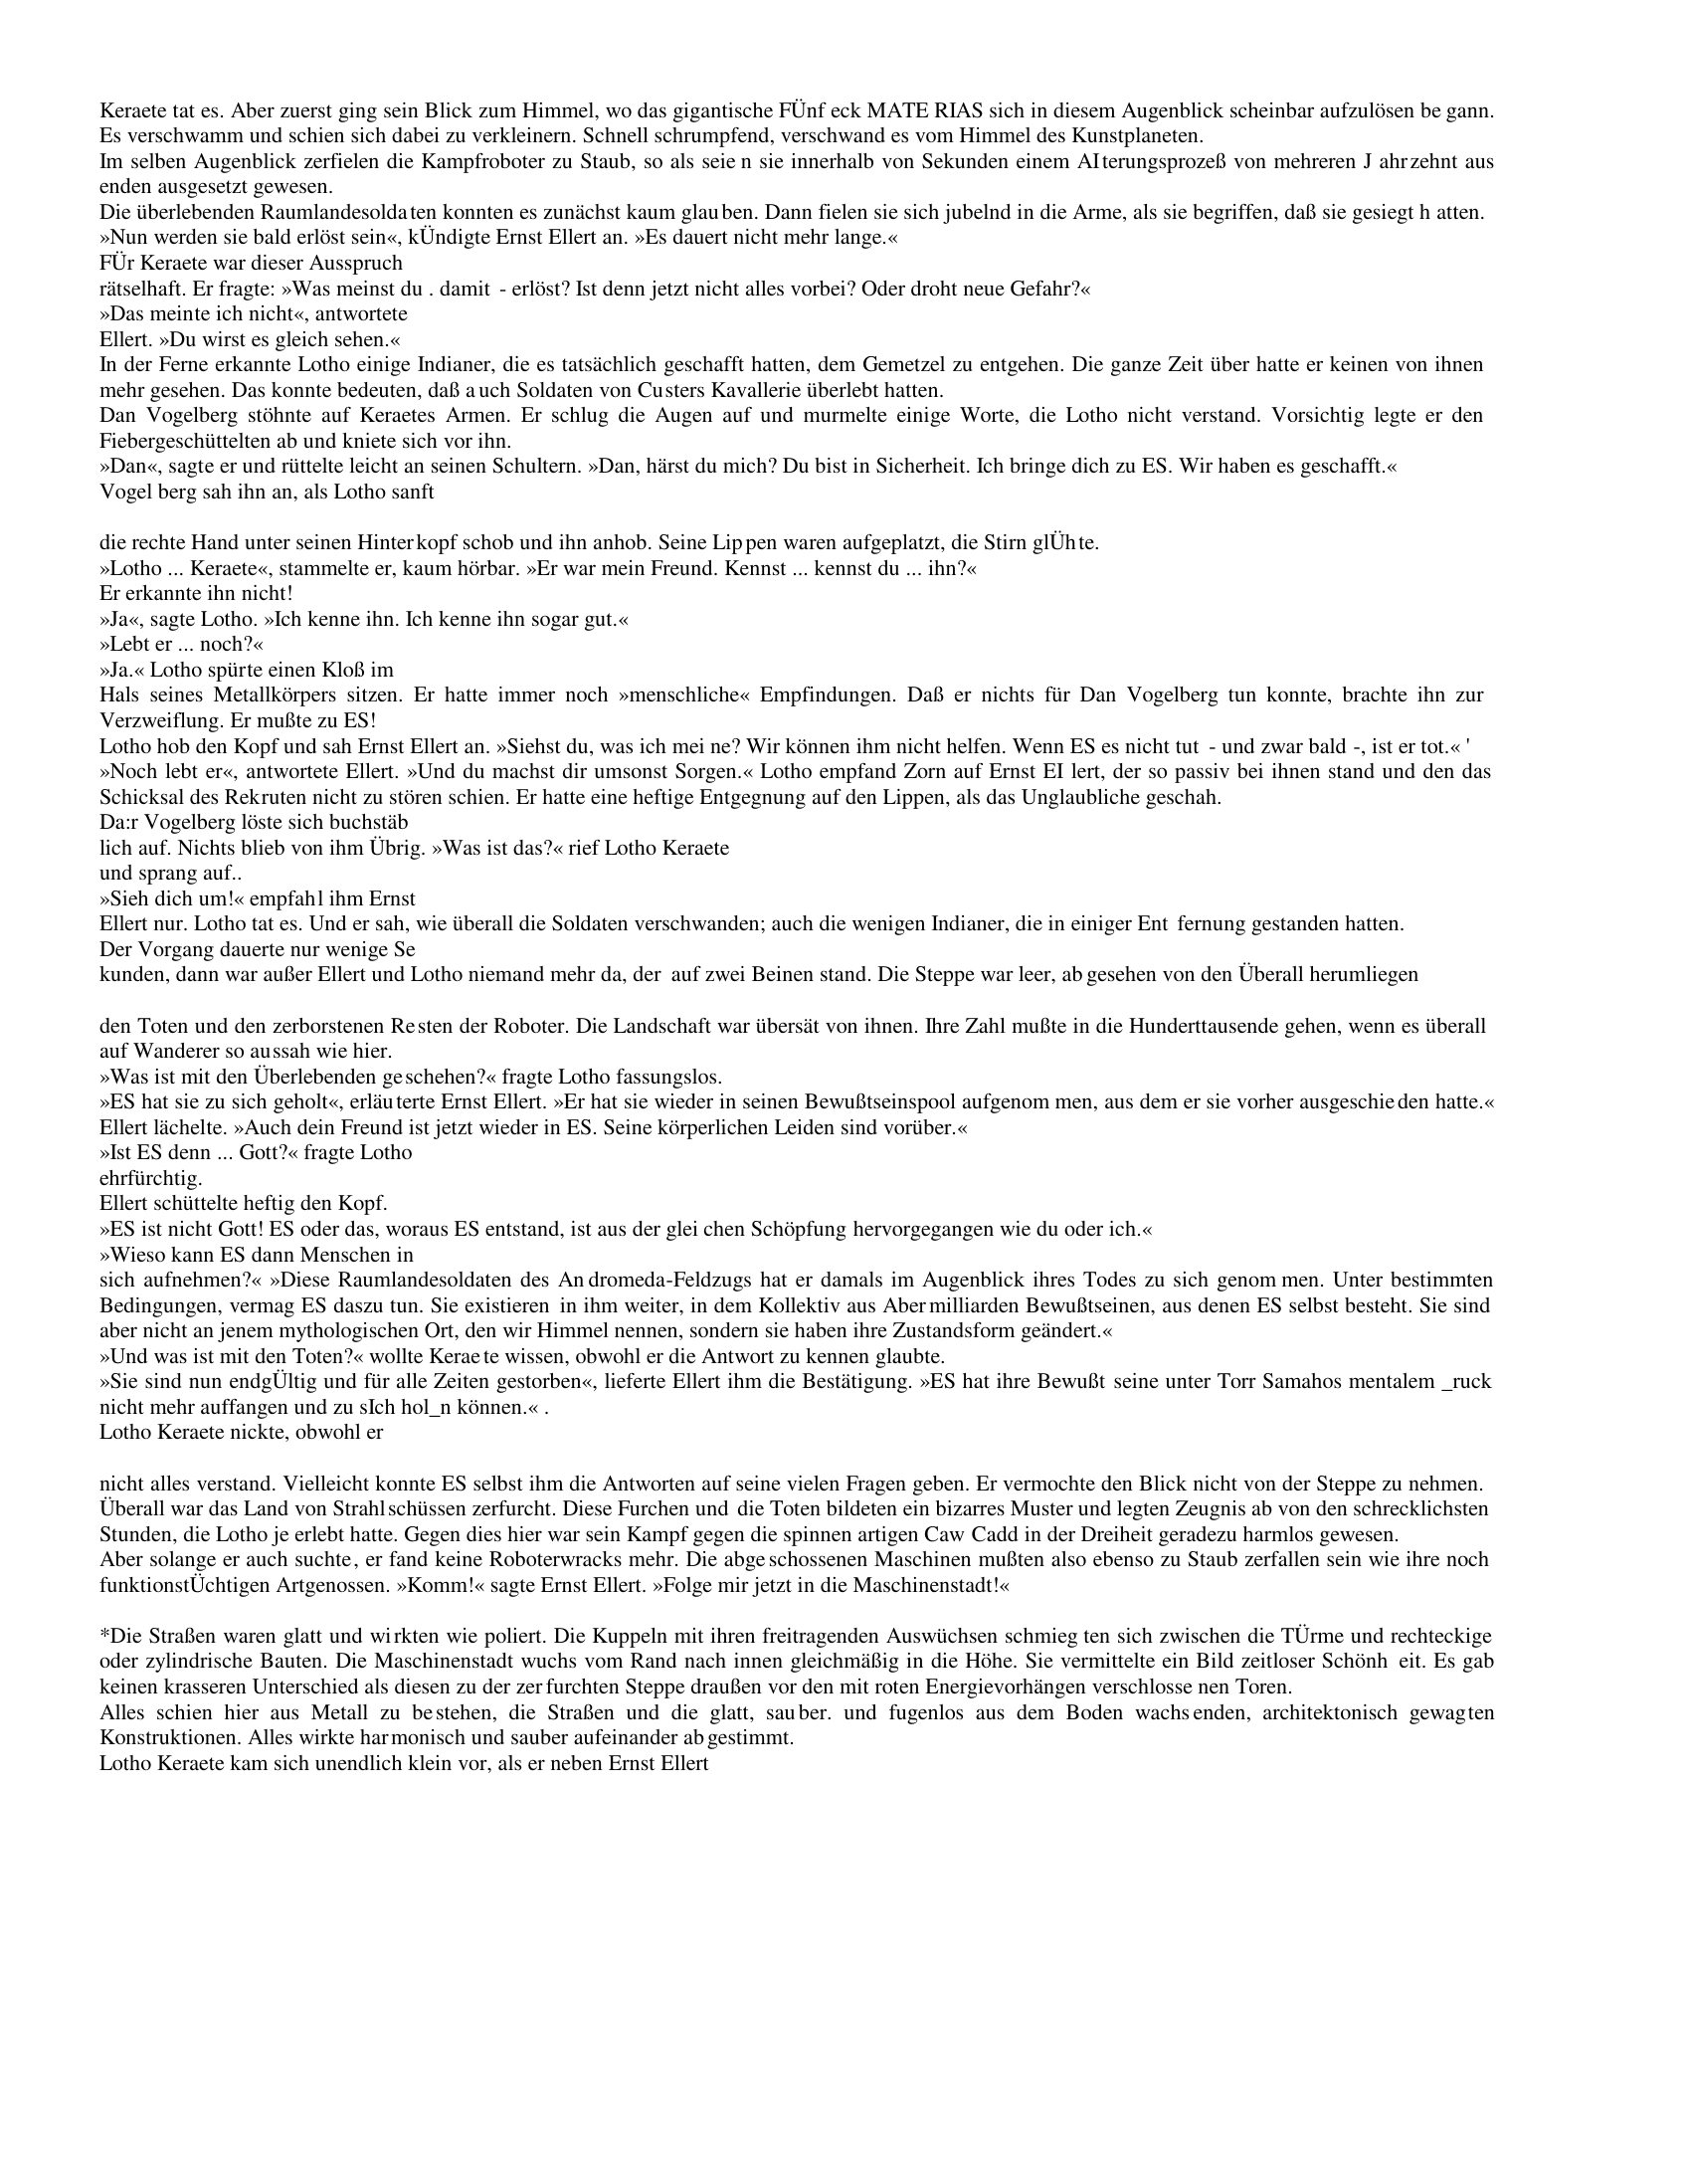 Keraete tat es. Aber zuerst ging sein Blick zum Himmel, wo das gigantische FÜnf eck MATE RIAS sich in diesem Augenblick scheinbar aufzulösen be gann.
Es verschwamm und schien sich dabei zu verkleinern. Schnell schrumpfend, verschwand es vom Himmel des Kunstplaneten.
Im selben Augenblick zerfielen die Kampfroboter zu Staub, so als seie n sie innerhalb von Sekunden einem AIterungsprozeß von mehreren J ahrzehnt aus
enden ausgesetzt gewesen.
Die überlebenden Raumlandesoldaten konnten es zunächst kaum glauben. Dann fielen sie sich jubelnd in die Arme, als sie begriffen, daß sie gesiegt h atten.
»Nun werden sie bald erlöst sein«, kÜndigte Ernst Ellert an. »Es dauert nicht mehr lange.«
FÜr Keraete war dieser Ausspruch
rätselhaft. Er fragte: »Was meinst du . damit - erlöst? Ist denn jetzt nicht alles vorbei? Oder droht neue Gefahr?«
»Das meinte ich nicht«, antwortete
Ellert. »Du wirst es gleich sehen.«
In der Ferne erkannte Lotho einige Indianer, die es tatsächlich geschafft hatten, dem Gemetzel zu entgehen. Die ganze Zeit über hatte er keinen von ihnen
mehr gesehen. Das konnte bedeuten, daß auch Soldaten von Custers Kavallerie überlebt hatten.
Dan Vogelberg stöhnte auf Keraetes Armen. Er schlug die Augen auf und murmelte einige Worte, die Lotho nicht verstand. Vorsichtig legte er den
Fiebergeschüttelten ab und kniete sich vor ihn.
»Dan«, sagte er und rüttelte leicht an seinen Schultern. »Dan, härst du mich? Du bist in Sicherheit. Ich bringe dich zu ES. Wir haben es geschafft.«
Vogel berg sah ihn an, als Lotho sanft
die rechte Hand unter seinen Hinterkopf schob und ihn anhob. Seine Lippen waren aufgeplatzt, die Stirn glÜhte.
»Lotho ... Keraete«, stammelte er, kaum hörbar. »Er war mein Freund. Kennst ... kennst du ... ihn?«
Er erkannte ihn nicht!
»Ja«, sagte Lotho. »Ich kenne ihn. Ich kenne ihn sogar gut.«
»Lebt er ... noch?«
»Ja.« Lotho spürte einen Kloß im
Hals seines Metallkörpers sitzen. Er hatte immer noch »menschliche« Empfindungen. Daß er nichts für Dan Vogelberg tun konnte, brachte ihn zur
Verzweiflung. Er mußte zu ES!
Lotho hob den Kopf und sah Ernst Ellert an. »Siehst du, was ich mei ne? Wir können ihm nicht helfen. Wenn ES es nicht tut - und zwar bald -, ist er tot.« '
»Noch lebt er«, antwortete Ellert. »Und du machst dir umsonst Sorgen.« Lotho empfand Zorn auf Ernst EI lert, der so passiv bei ihnen stand und den das
Schicksal des Rekruten nicht zu stören schien. Er hatte eine heftige Entgegnung auf den Lippen, als das Unglaubliche geschah.
Da:r Vogelberg löste sich buchstäb
lich auf. Nichts blieb von ihm Übrig. »Was ist das?« rief Lotho Keraete
und sprang auf..
»Sieh dich um!« empfahl ihm Ernst
Ellert nur. Lotho tat es. Und er sah, wie überall die Soldaten verschwanden; auch die wenigen Indianer, die in einiger Ent fernung gestanden hatten.
Der Vorgang dauerte nur wenige Se
kunden, dann war außer Ellert und Lotho niemand mehr da, der auf zwei Beinen stand. Die Steppe war leer, abgesehen von den Überall herumliegen
den Toten und den zerborstenen Resten der Roboter. Die Landschaft war übersät von ihnen. Ihre Zahl mußte in die Hunderttausende gehen, wenn es überall
auf Wanderer so aussah wie hier.
»Was ist mit den Überlebenden geschehen?« fragte Lotho fassungslos.
»ES hat sie zu sich geholt«, erläuterte Ernst Ellert. »Er hat sie wieder in seinen Bewußtseinspool aufgenom men, aus dem er sie vorher ausgeschieden hatte.«
Ellert lächelte. »Auch dein Freund ist jetzt wieder in ES. Seine körperlichen Leiden sind vorüber.«
»Ist ES denn ... Gott?« fragte Lotho
ehrfürchtig.
Ellert schüttelte heftig den Kopf.
»ES ist nicht Gott! ES oder das, woraus ES entstand, ist aus der glei chen Schöpfung hervorgegangen wie du oder ich.«
»Wieso kann ES dann Menschen in
sich aufnehmen?« »Diese Raumlandesoldaten des Andromeda-Feldzugs hat er damals im Augenblick ihres Todes zu sich genommen. Unter bestimmten
Bedingungen, vermag ES daszu tun. Sie existieren in ihm weiter, in dem Kollektiv aus Abermilliarden Bewußtseinen, aus denen ES selbst besteht. Sie sind
aber nicht an jenem mythologischen Ort, den wir Himmel nennen, sondern sie haben ihre Zustandsform geändert.«
»Und was ist mit den Toten?« wollte Keraete wissen, obwohl er die Antwort zu kennen glaubte.
»Sie sind nun endgÜltig und für alle Zeiten gestorben«, lieferte Ellert ihm die Bestätigung. »ES hat ihre Bewußt seine unter Torr Samahos mentalem _ruck
nicht mehr auffangen und zu sIch hol_n können.« .
Lotho Keraete nickte, obwohl er
nicht alles verstand. Vielleicht konnte ES selbst ihm die Antworten auf seine vielen Fragen geben. Er vermochte den Blick nicht von der Steppe zu nehmen.
Überall war das Land von Strahlschüssen zerfurcht. Diese Furchen und die Toten bildeten ein bizarres Muster und legten Zeugnis ab von den schrecklichsten
Stunden, die Lotho je erlebt hatte. Gegen dies hier war sein Kampf gegen die spinnen artigen Caw Cadd in der Dreiheit geradezu harmlos gewesen.
Aber solange er auch suchte, er fand keine Roboterwracks mehr. Die abgeschossenen Maschinen mußten also ebenso zu Staub zerfallen sein wie ihre noch
funktionstÜchtigen Artgenossen. »Komm!« sagte Ernst Ellert. »Folge mir jetzt in die Maschinenstadt!«
*Die Straßen waren glatt und wirkten wie poliert. Die Kuppeln mit ihren freitragenden Auswüchsen schmieg ten sich zwischen die TÜrme und rechteckige
oder zylindrische Bauten. Die Maschinenstadt wuchs vom Rand nach innen gleichmäßig in die Höhe. Sie vermittelte ein Bild zeitloser Schönh eit. Es gab
keinen krasseren Unterschied als diesen zu der zerfurchten Steppe draußen vor den mit roten Energievorhängen verschlosse nen Toren.
Alles schien hier aus Metall zu bestehen, die Straßen und die glatt, sauber. und fugenlos aus dem Boden wachsenden, architektonisch gewagten
Konstruktionen. Alles wirkte harmonisch und sauber aufeinander abgestimmt.
Lotho Keraete kam sich unendlich klein vor, als er neben Ernst Ellert